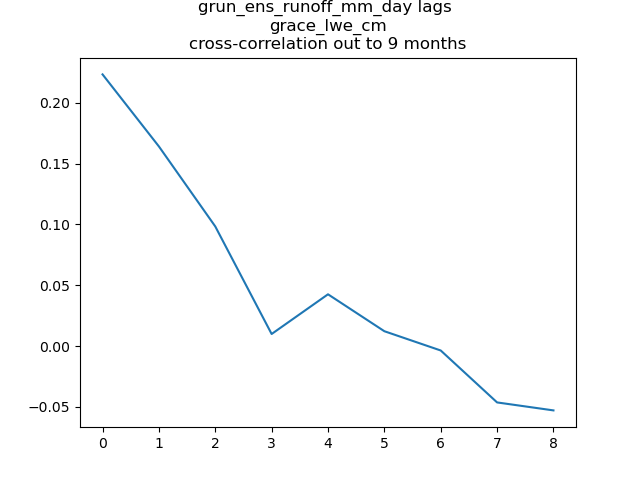 grun_ens_runoff_mm_day lags
grace_lwe_cm
cross-correlation out to 9 months
0.20
0.15
0.10
0.05
0.00
−0.05
0 1 2 3 4 5 6 7 8